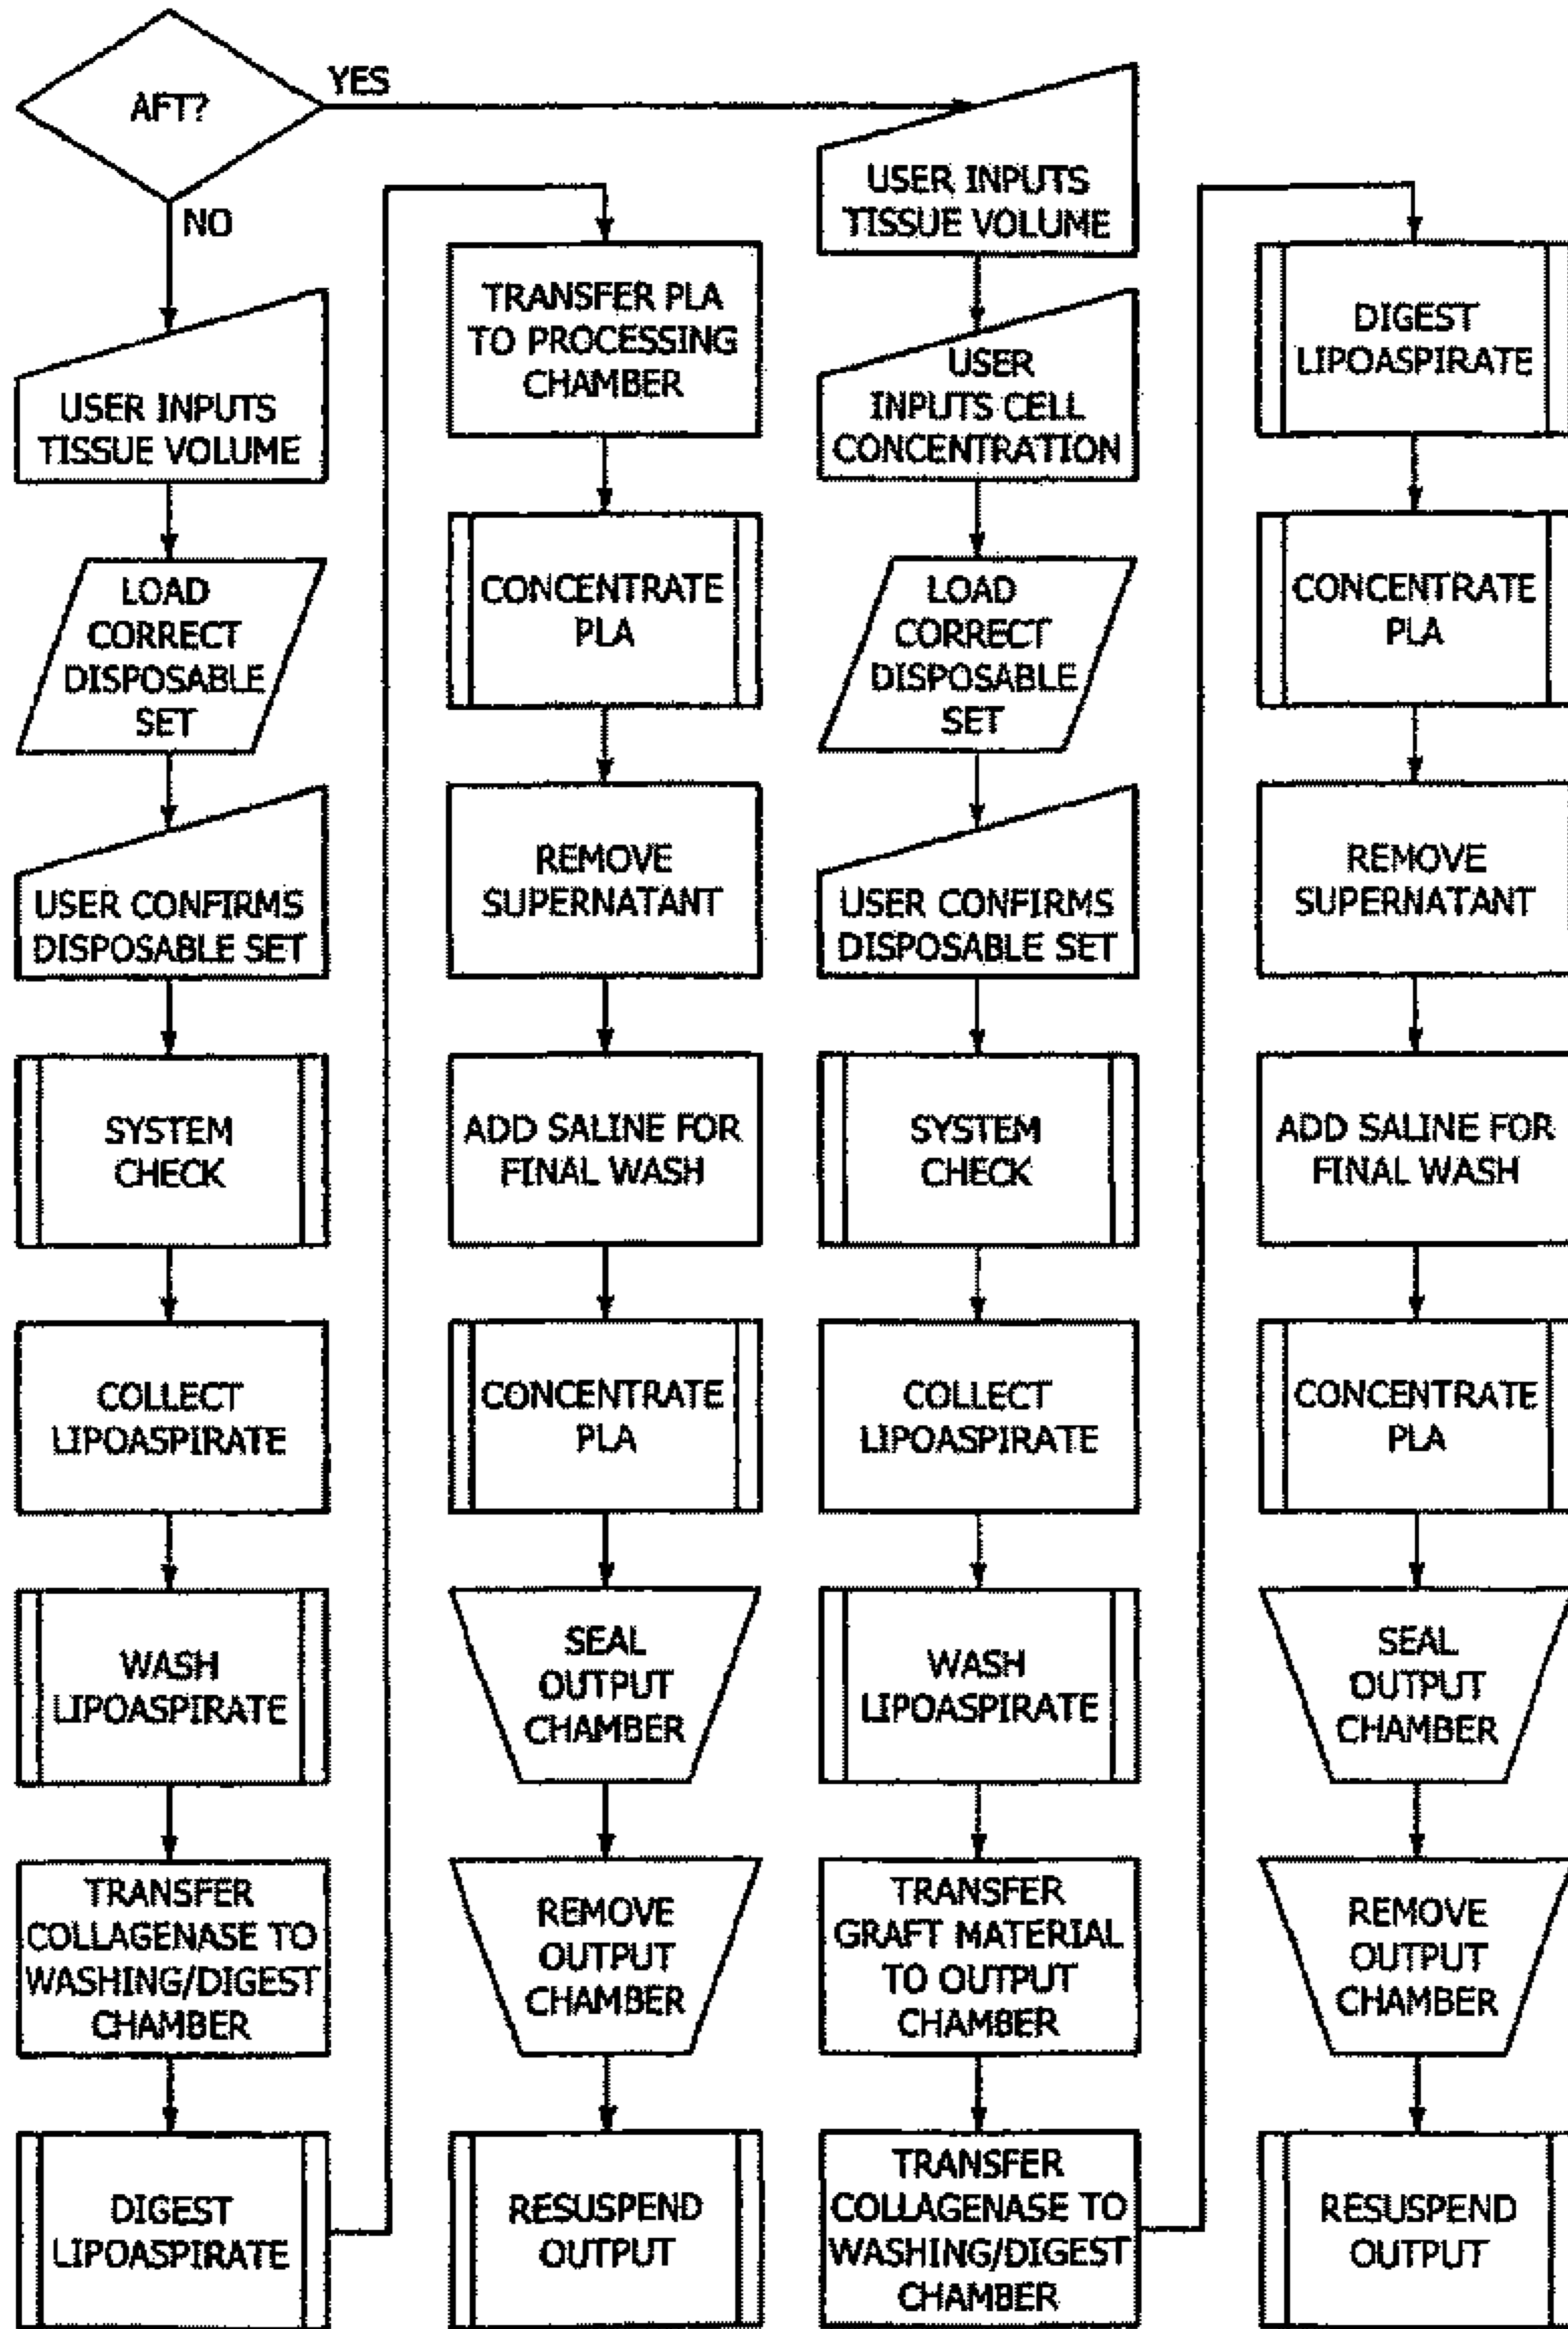 AFT?
YES
NO
USER INPUTS
TISSUE VOLUME
LOAD
CORRECT
DISPOSABLE
SET
USER CONFIRMS
DISPOSABLE SET
SYSTEM
CHECK
COLLECT
LIPOASPIRATE
WASH
LIPOASPIRATE
TRANSFER
COLLAGENASE TO
WASHING/DIGEST
CHAMBER
DIGEST
LIPOASPIRATE
TRANSFER PLA
TO PROCESSING
CHAMBER
CONCENTRATE
PLA
REMOVE
SUPERNATANT
ADD SALINE FOR
FINAL WASH
CONCENTRATE
PLA
SEAL
OUTPUT
CHAMBER
REMOVE
OUTPUT
CHAMBER
RESUSPEND
OUTPUT
USER INPUTS
TISSUE VOLUME
USER
INPUTS CELL
CONCENTRATION
LOAD
CORRECT
DISPOSABLE
SET
USER CONFIRMS
DISPOSABLE SET
SYSTEM
CHECK
COLLECT
LIPOASPIRATE
WASH
LIPOASPIRATE
TRANSFER
GRAFT MATERIAL
TO OUTPUT
CHAMBER
TRANSFER
COLLAGENASE TO
WASHING/DIGEST
CHAMBER
DIGEST
LIPOASPIRATE
CONCENTRATE
PLA
REMOVE
SUPERNATANT
ADD SALINE FOR
FINAL WASH
CONCENTRATE
PLA
SEAL
OUTPUT
CHAMBER
REMOVE
OUTPUT
CHAMBER
RESUSPEND
OUTPUT